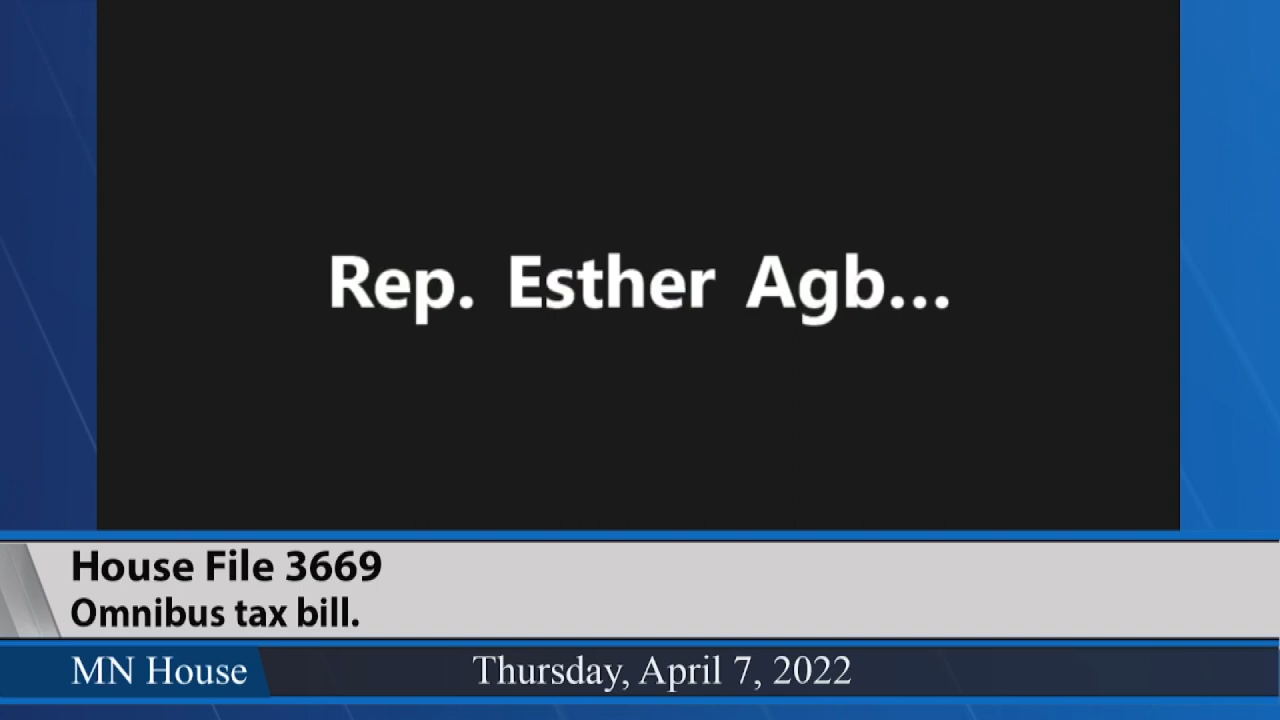 Rep. Esther Agb...
House File 3669
Omnibus tax bill.
MN House
Thursday, April 7, 2022